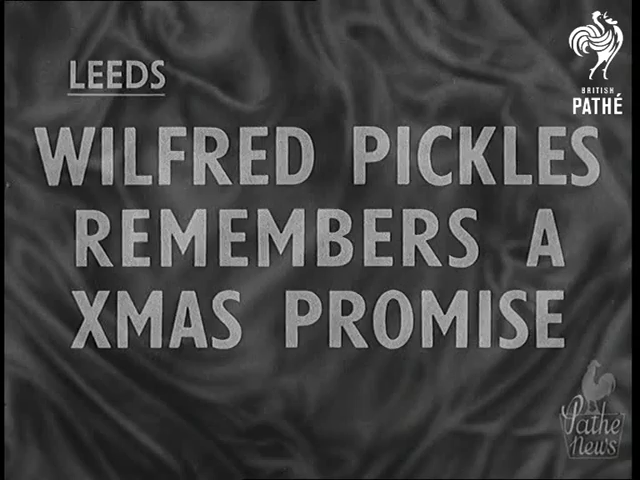 LEEDS
BRITISH
PATHÉ
WILFRED PICKLES
REMEMBERS A
XMAS PROMISE
Pathe
News